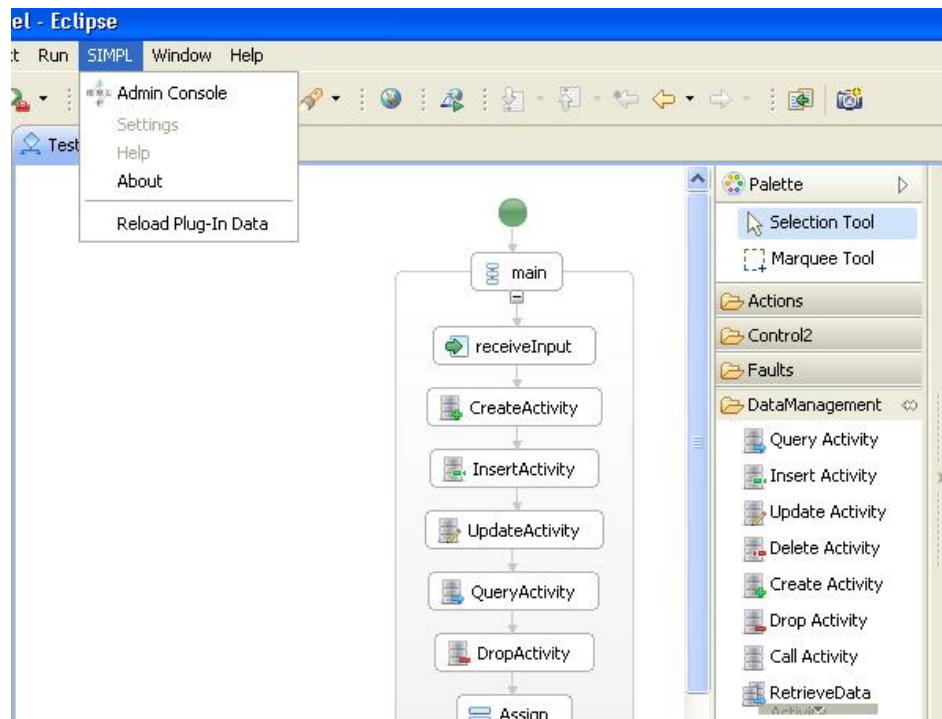 el - Eclipse
ct Run SIMPL Window Help
Admin Console
Settings
Help
About
Reload Plug-In Data
Test
main
receiveInput
CreateActivity
InsertActivity
UpdateActivity
QueryActivity
DropActivity
Assign
Palette
Selection Tool
Marquee Tool
Actions
Control2
Faults
DataManagement
Query Activity
Insert Activity
Update Activity
Delete Activity
Create Activity
Drop Activity
Call Activity
RetrieveData
Activity